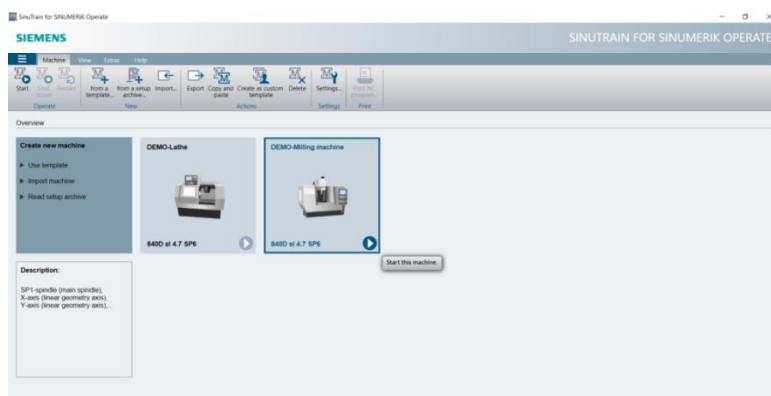 SinuTrain for SINUMERIK Operate
SIEMENS
SINUTRAIN FOR SINUMERIK OPERATE
Machine View Extras Help
Start Shut down Restart from a template... from a setup archive... Import... Export Copy and paste Create as custom template Delete Settings... Print NC program...
Operate New Actions Settings Print
Overview
Create new machine
Use template
Import machine
Read setup archive
DEMO-Lathe
840D sl 4.7 SP6
DEMO-Milling machine
840D sl 4.7 SP6
Start this machine.
Description:
SP1-spindle (main spindle),
X-axis (linear geometry axis),
Y-axis (linear geometry axis), .